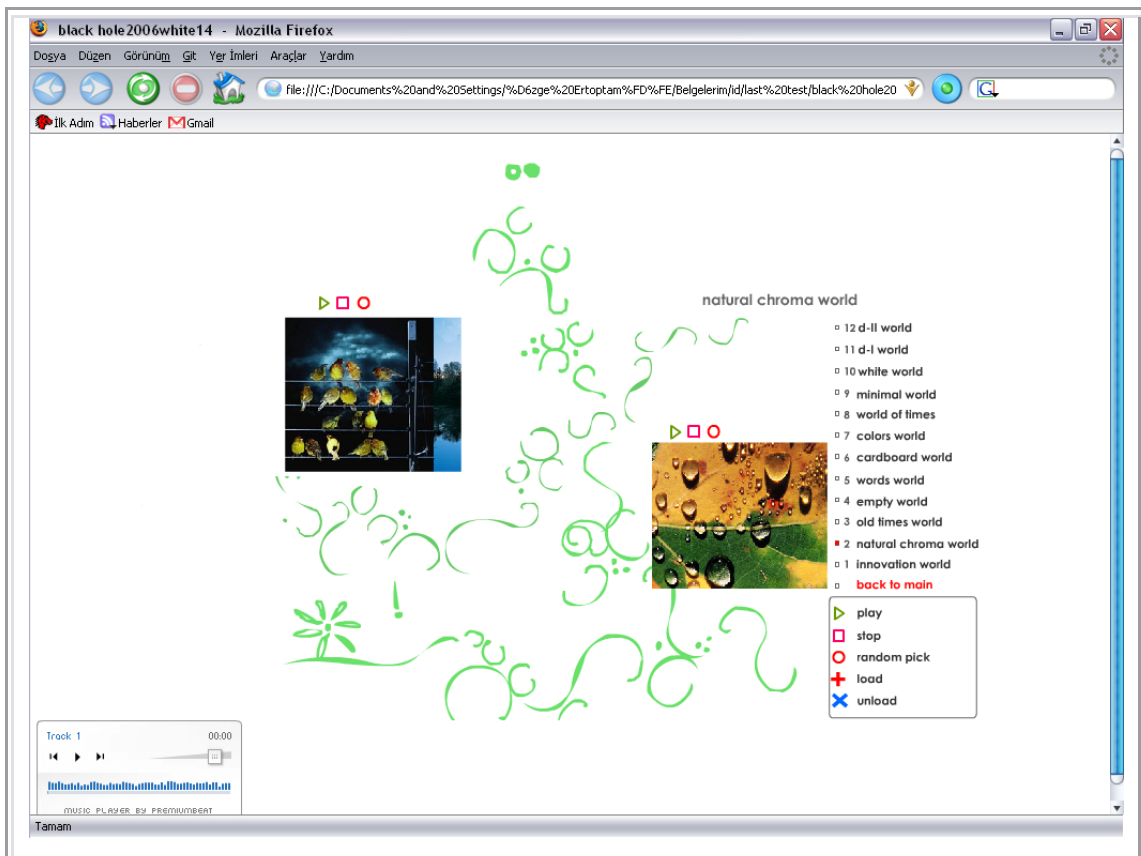 black hole2006white14 - Mozilla Firefox
Dosya Düzen Görünüm Git Yer İmleri Araçlar Yardım
file:///C:/Documents%20and%20Settings/%D6zge%20Ertoptam%FD%FE/Belgelerim/id/last%20test/black%20hole20
G
İlk Adım Haberler Gmail
natural chroma world
12 d-II world
11 d-I world
10 white world
9 minimal world
8 world of times
7 colors world
6 cardboard world
5 words world
4 empty world
3 old times world
2 natural chroma world
1 innovation world
back to main
play
stop
random pick
load
unload
Track 1 00:00
MUSIC PLAYER BY PREMIUMBEAT
Tamam